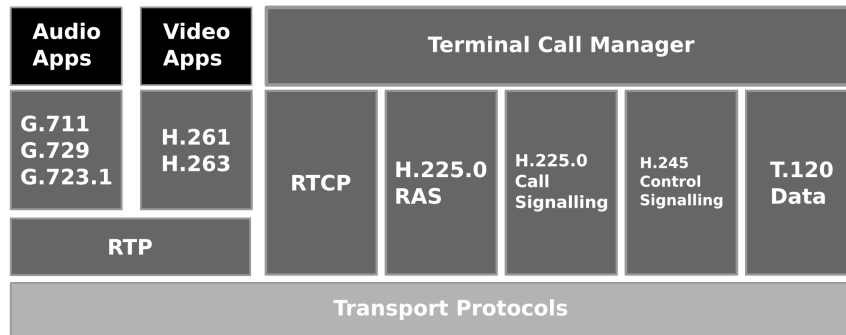 Audio
Apps
Video
Apps
Terminal Call Manager
G.711
G.729
G.723.1
H.261
H.263
RTCP
H.225.0
RAS
H.225.0
Call
Signalling
H.245
Control
Signalling
T.120
Data
RTP
Transport Protocols